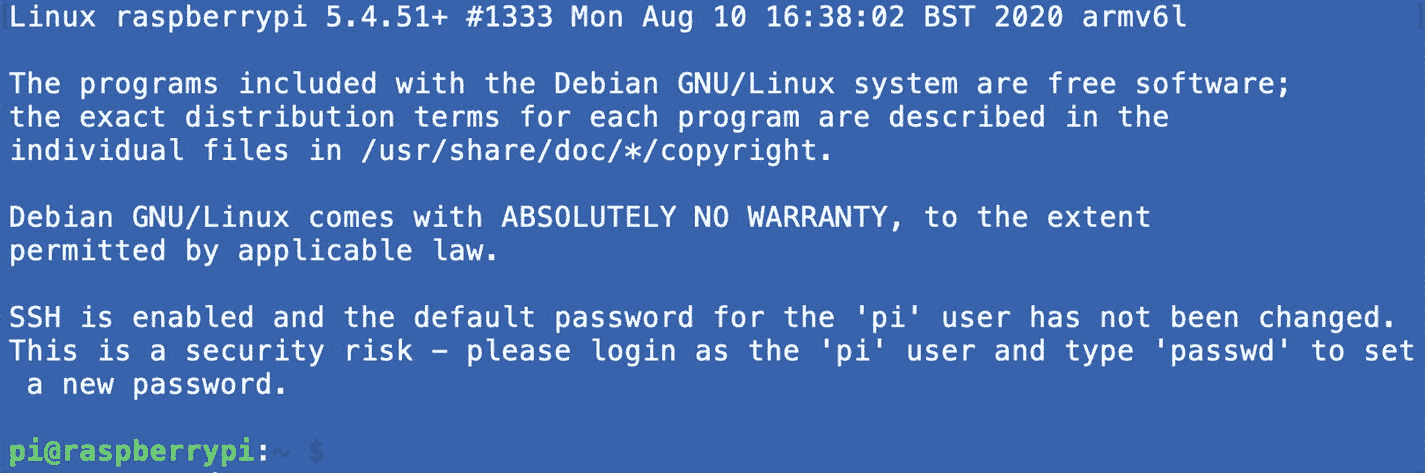 Linux raspberrypi 5.4.51+ #1333 Mon Aug 10 16:38:02 BST 2020 armv6l
The programs included with the Debian GNU/Linux system are free software;
the exact distribution terms for each program are described in the
individual files in /usr/share/doc/*/copyright.
Debian GNU/Linux comes with ABSOLUTELY NO WARRANTY, to the extent
permitted by applicable law.
SSH is enabled and the default password for the 'pi' user has not been changed.
This is a security risk – please login as the 'pi' user and type 'passwd' to set
a new password.
pi@raspberrypi:~ $